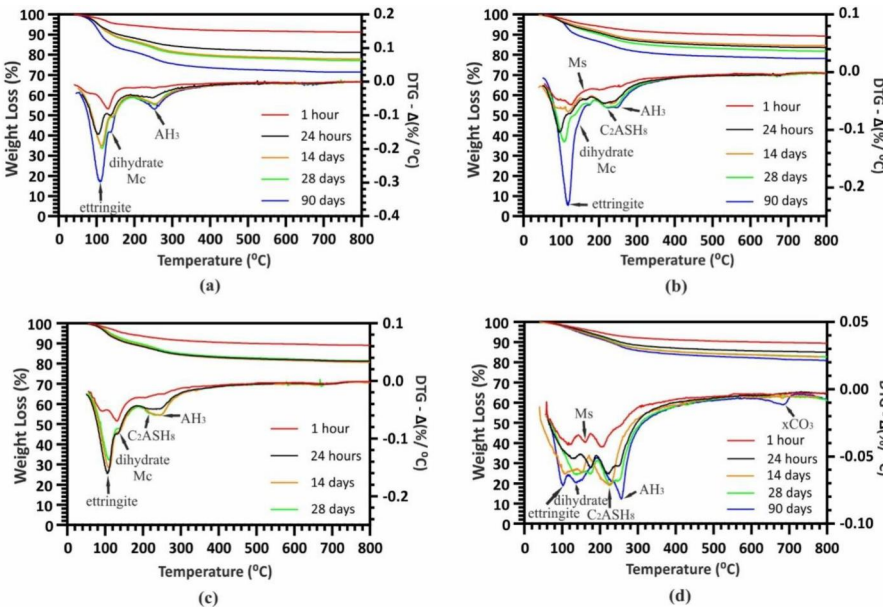 100
90
80
70
60
50
40
30
20
10
0
Weight Loss (%)
0.2
0.1
0.0
-0.1
-0.2
-0.3
-0.4
DTG - Δ(%/ºC)
AH₃
dihydrate
Mc
ettringite
1 hour
24 hours
14 days
28 days
90 days
0 100 200 300 400 500 600 700 800
Temperature (ºC)
(a)
100
90
80
70
60
50
40
30
20
10
0
Weight Loss (%)
0.1
0.0
-0.1
-0.2
DTG - Δ(%/ºC)
Ms
AH₃
C₂ASH₈
dihydrate
Mc
ettringite
1 hour
24 hours
14 days
28 days
90 days
0 100 200 300 400 500 600 700 800
Temperature (ºC)
(b)
100
90
80
70
60
50
40
30
20
10
0
Weight Loss (%)
0.1
0.0
-0.1
-0.2
DTG - Δ(%/ºC)
AH₃
C₂ASH₈
dihydrate
Mc
ettringite
1 hour
24 hours
14 days
28 days
0 100 200 300 400 500 600 700 800
Temperature (ºC)
(c)
100
90
80
70
60
50
40
30
20
10
0
Weight Loss (%)
0.05
0.00
-0.05
-0.10
Ms
xCO₃
AH₃
dihydrate
ettringite
C₂ASH₈
1 hour
24 hours
14 days
28 days
90 days
0 100 200 300 400 500 600 700 800
Temperature (ºC)
(d)